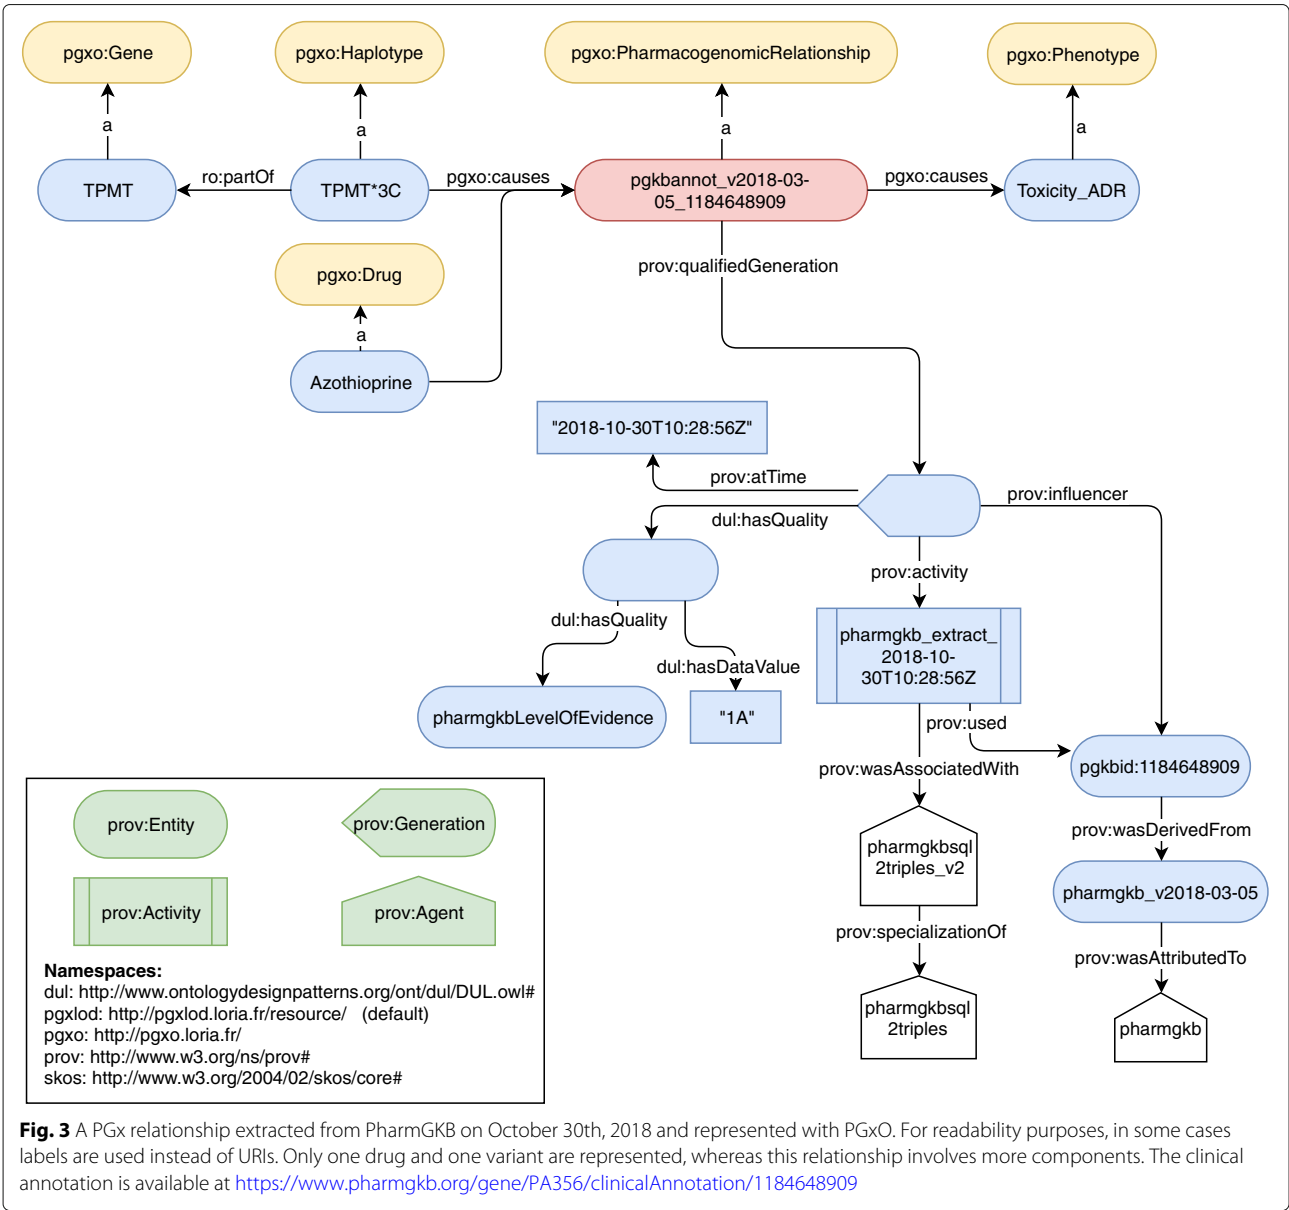 pgxo:Gene
pgxo:Haplotype
pgxo:PharmacogenomicRelationship
pgxo:Phenotype
a
a
a
a
TPMT
ro:partOf
TPMT*3C
pgxo:causes
pgkbannot_v2018-03-
05_1184648909
pgxo:causes
Toxicity_ADR
pgxo:Drug
a
Azothioprine
prov:qualifiedGeneration
"2018-10-30T10:28:56Z"
prov:atTime
prov:influencer
dul:hasQuality
prov:activity
dul:hasQuality
dul:hasDataValue
pharmgkbLevelOfEvidence
"1A"
pharmgkb_extract_
2018-10-
30T10:28:56Z
prov:used
prov:wasAssociatedWith
pgkbid:1184648909
prov:wasDerivedFrom
pharmgkbsql
2triples_v2
pharmgkb_v2018-03-05
prov:specializationOf
prov:wasAttributedTo
pharmgkbsql
2triples
pharmgkb
prov:Entity
prov:Generation
prov:Activity
prov:Agent
Namespaces:
dul: http://www.ontologydesignpatterns.org/ont/dul/DUL.owl#
pgxlod: http://pgxlod.loria.fr/resource/ (default)
pgxo: http://pgxo.loria.fr/
prov: http://www.w3.org/ns/prov#
skos: http://www.w3.org/2004/02/skos/core#
Fig. 3 A PGx relationship extracted from PharmGKB on October 30th, 2018 and represented with PGxO. For readability purposes, in some cases
labels are used instead of URIs. Only one drug and one variant are represented, whereas this relationship involves more components. The clinical
annotation is available at https://www.pharmgkb.org/gene/PA356/clinicalAnnotation/1184648909